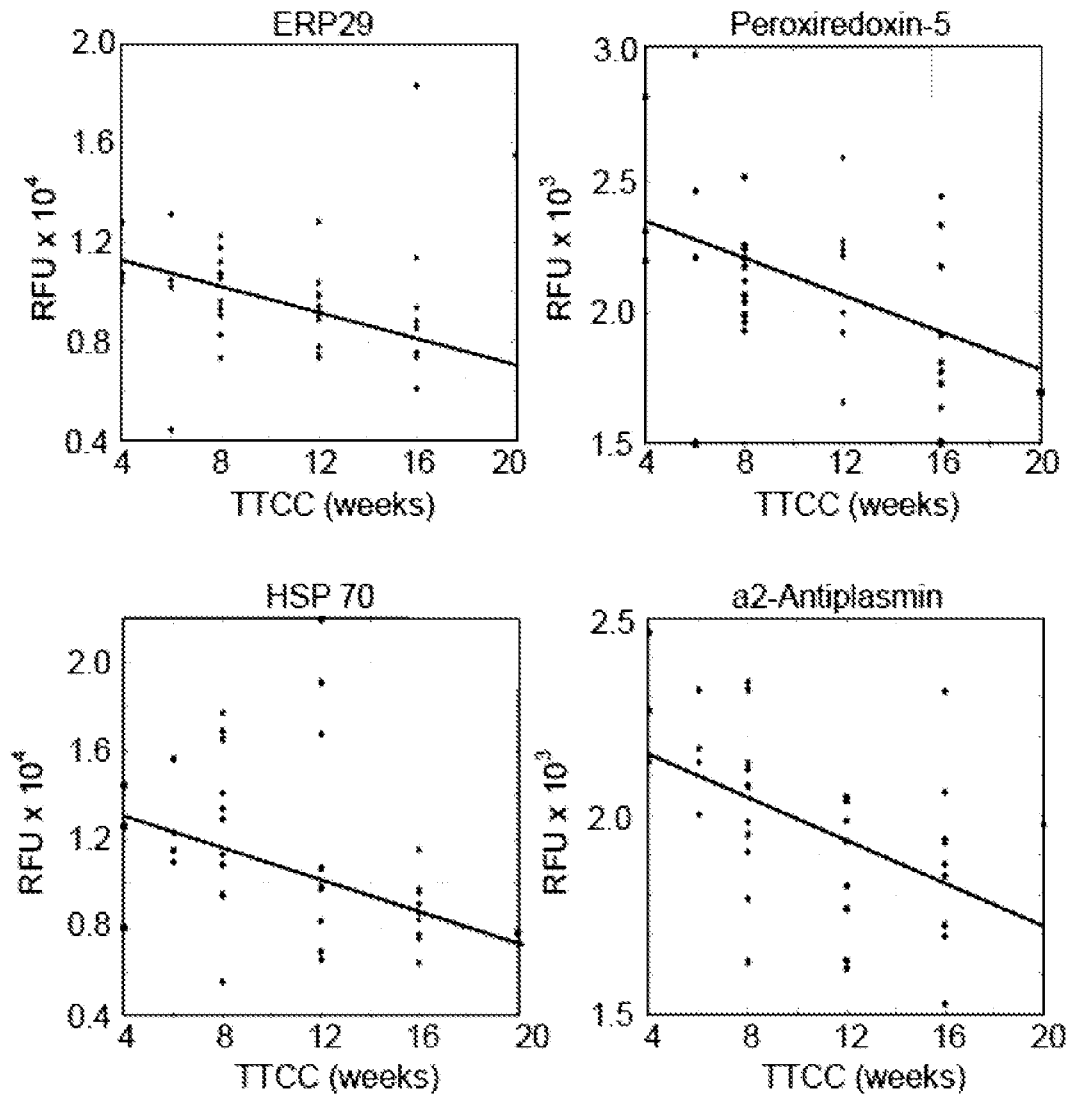 ERP29
2.0
1.6
1.2
0.8
0.4
RFU x 10⁴
4 8 12 16 20
TTCC (weeks)
Peroxiredoxin-5
3.0
2.5
2.0
1.5
RFU x 10³
4 8 12 16 20
TTCC (weeks)
HSP 70
2.0
1.6
1.2
0.8
0.4
RFU x 10⁴
4 8 12 16 20
TTCC (weeks)
a2-Antiplasmin
2.5
2.0
1.5
RFU x 10³
4 8 12 16 20
TTCC (weeks)